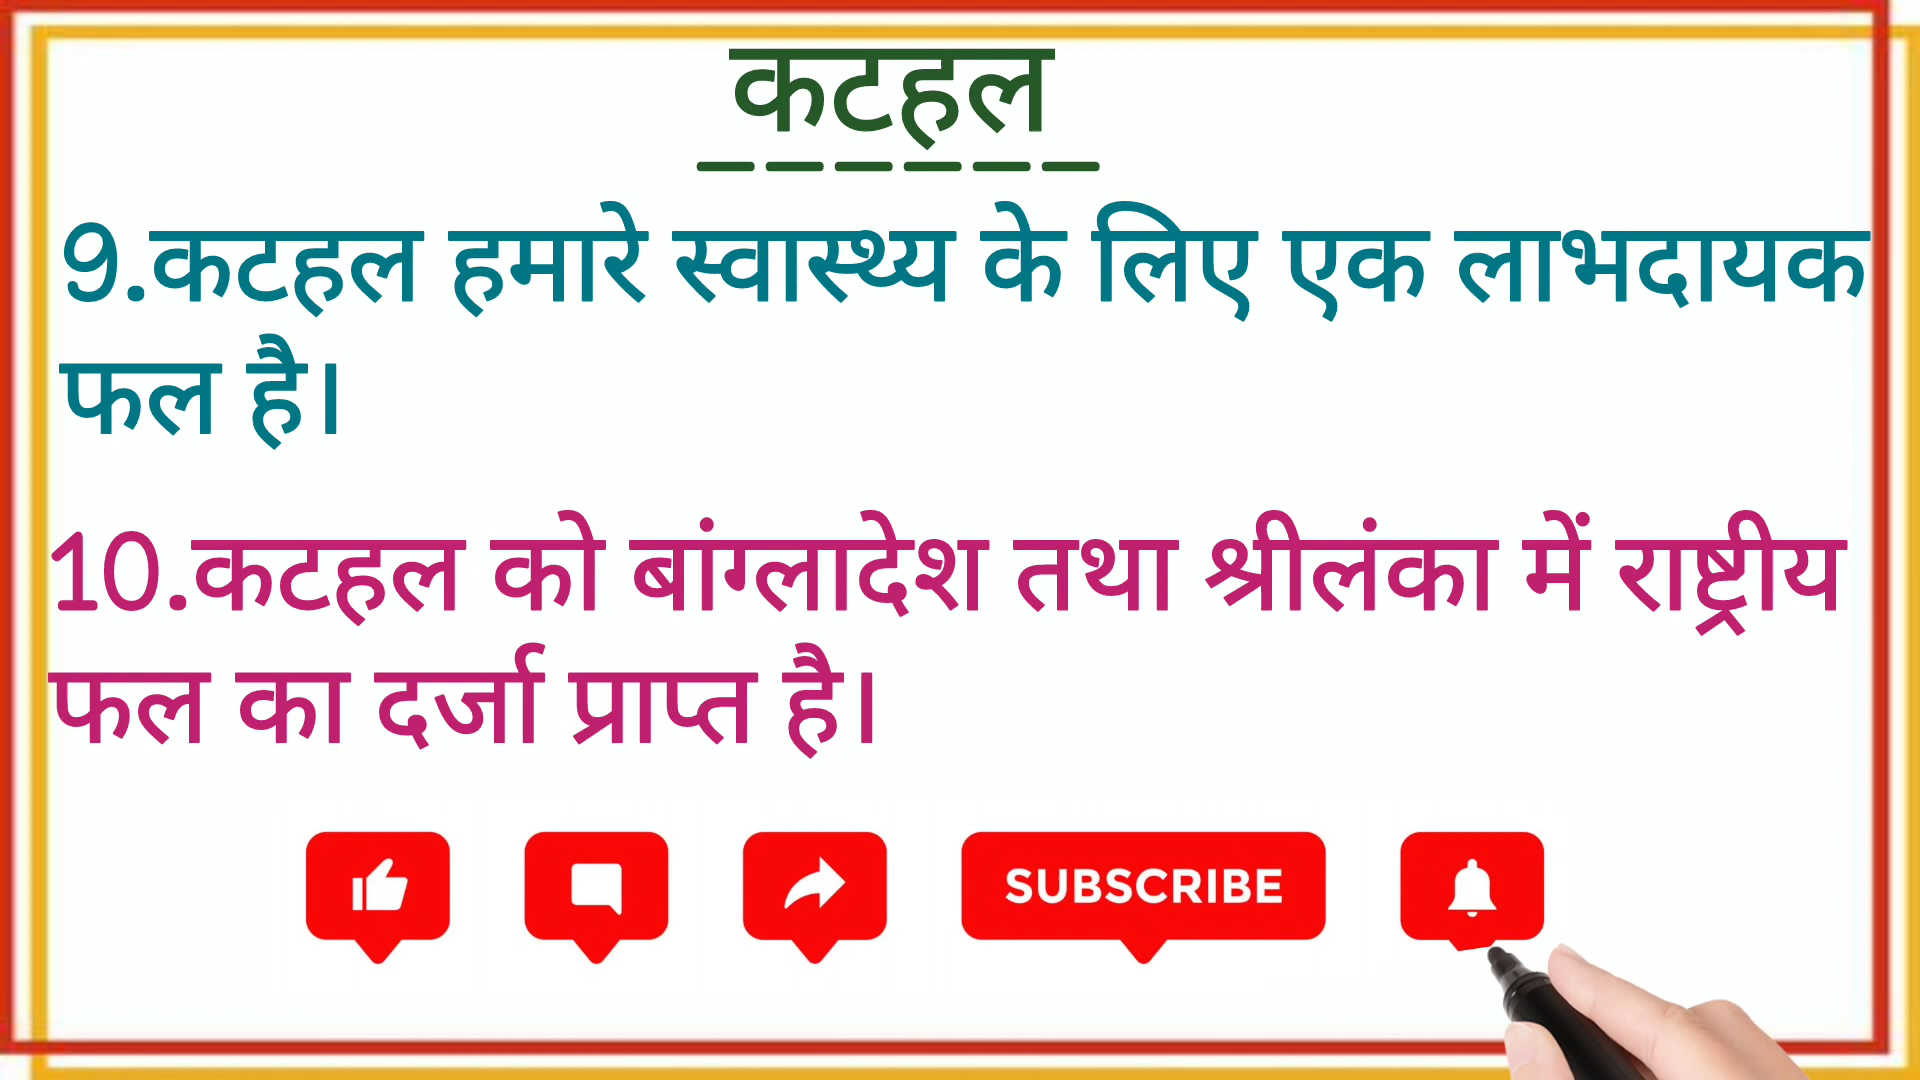 कटहल
9.कटहल हमारे स्वास्थ्य के लिए एक लाभदायक
फल है।
10.कटहल को बांग्लादेश तथा श्रीलंका में राष्ट्रीय
फल का दर्जा प्राप्त है।
SUBSCRIBE